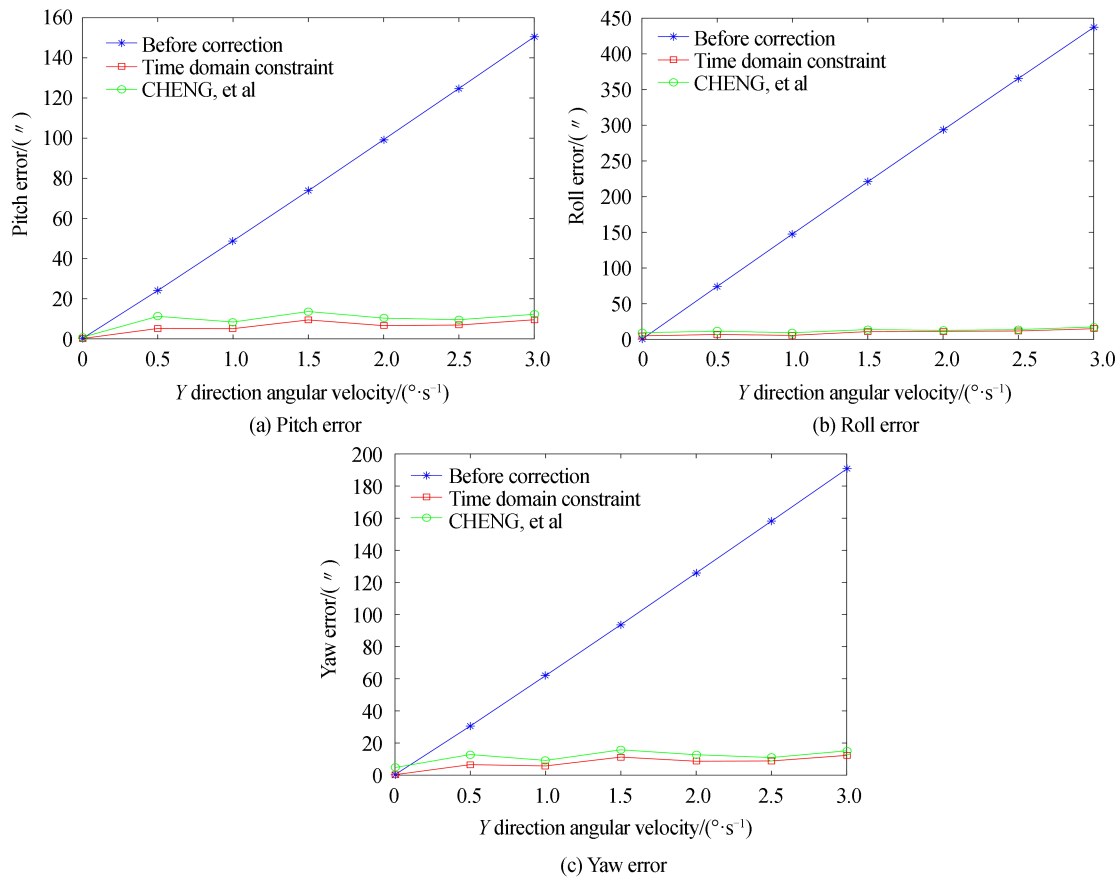 160
140
120
100
80
60
40
20
0
Pitch error/(″)
Before correction
Time domain constraint
CHENG, et al
0 0.5 1.0 1.5 2.0 2.5 3.0
Y direction angular velocity/(°·s⁻¹)
(a) Pitch error
450
400
350
300
250
200
150
100
50
0
Roll error/(″)
Before correction
Time domain constraint
CHENG, et al
0 0.5 1.0 1.5 2.0 2.5 3.0
Y direction angular velocity/(°·s⁻¹)
(b) Roll error
200
180
160
140
120
100
80
60
40
20
0
Yaw error/(″)
Before correction
Time domain constraint
CHENG, et al
0 0.5 1.0 1.5 2.0 2.5 3.0
Y direction angular velocity/(°·s⁻¹)
(c) Yaw error